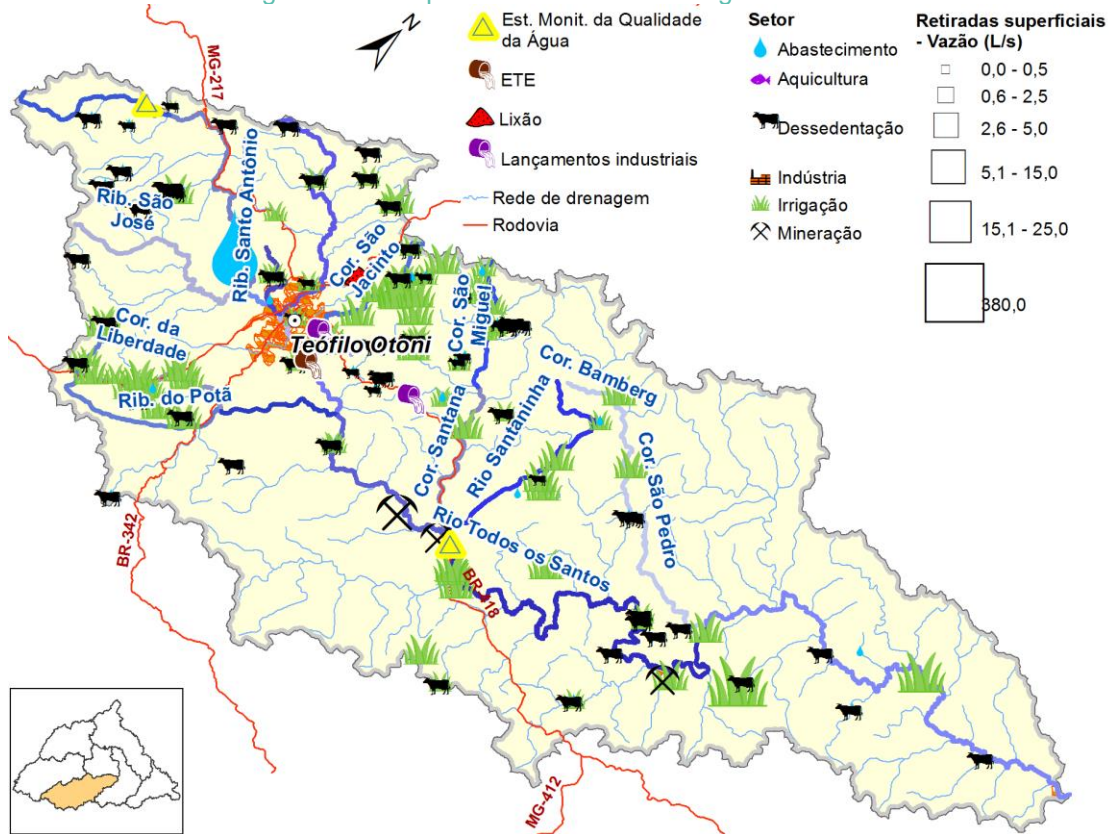 Est. Monit. da Qualidade
da Água
ETE
Lixão
Lançamentos industriais
Rede de drenagem
Rodovia
Setor
Abastecimento
Aquicultura
Dessedentação
Indústria
Irrigação
Mineração
Retiradas superficiais
- Vazão (L/s)
0,0 - 0,5
0,6 - 2,5
2,6 - 5,0
5,1 - 15,0
15,1 - 25,0
380,0
MG-217
Rib. São
José
Rib. Santo Antônio
Cor. São
Jacinto
Cor. São
Miguel
Cor. da
Liberdade
Teófilo Otoni
Rib. do Potã
Cor. Bamberg
Cor. Santana
Rio Santaninha
Cor. São Pedro
Rio Todos os Santos
BR-342
BR-418
MG-412